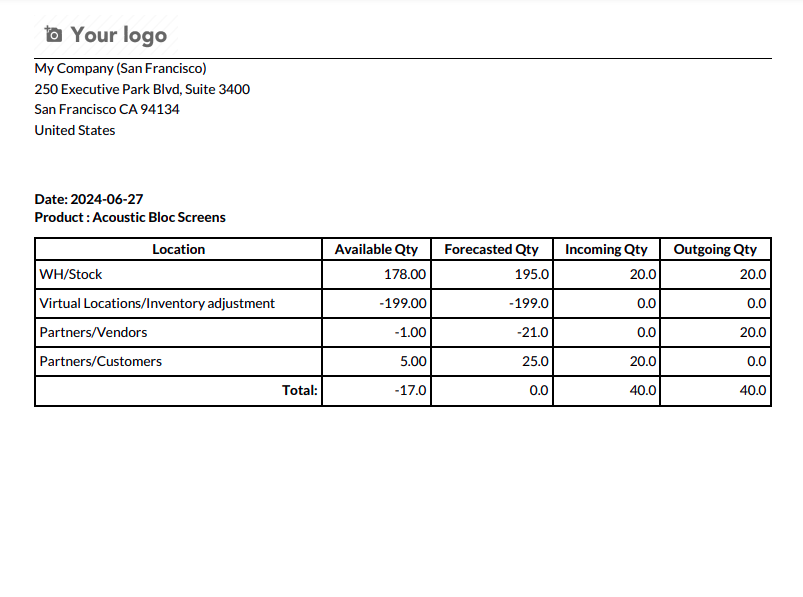 Your logo
My Company (San Francisco)
250 Executive Park Blvd, Suite 3400
San Francisco CA 94134
United States
Date: 2024-06-27
Product : Acoustic Bloc Screens
Location Available Qty Forecasted Qty Incoming Qty Outgoing Qty
WH/Stock 178.00 195.0 20.0 20.0
Virtual Locations/Inventory adjustment -199.00 -199.0 0.0 0.0
Partners/Vendors -1.00 -21.0 0.0 20.0
Partners/Customers 5.00 25.0 20.0 0.0
Total: -17.0 0.0 40.0 40.0